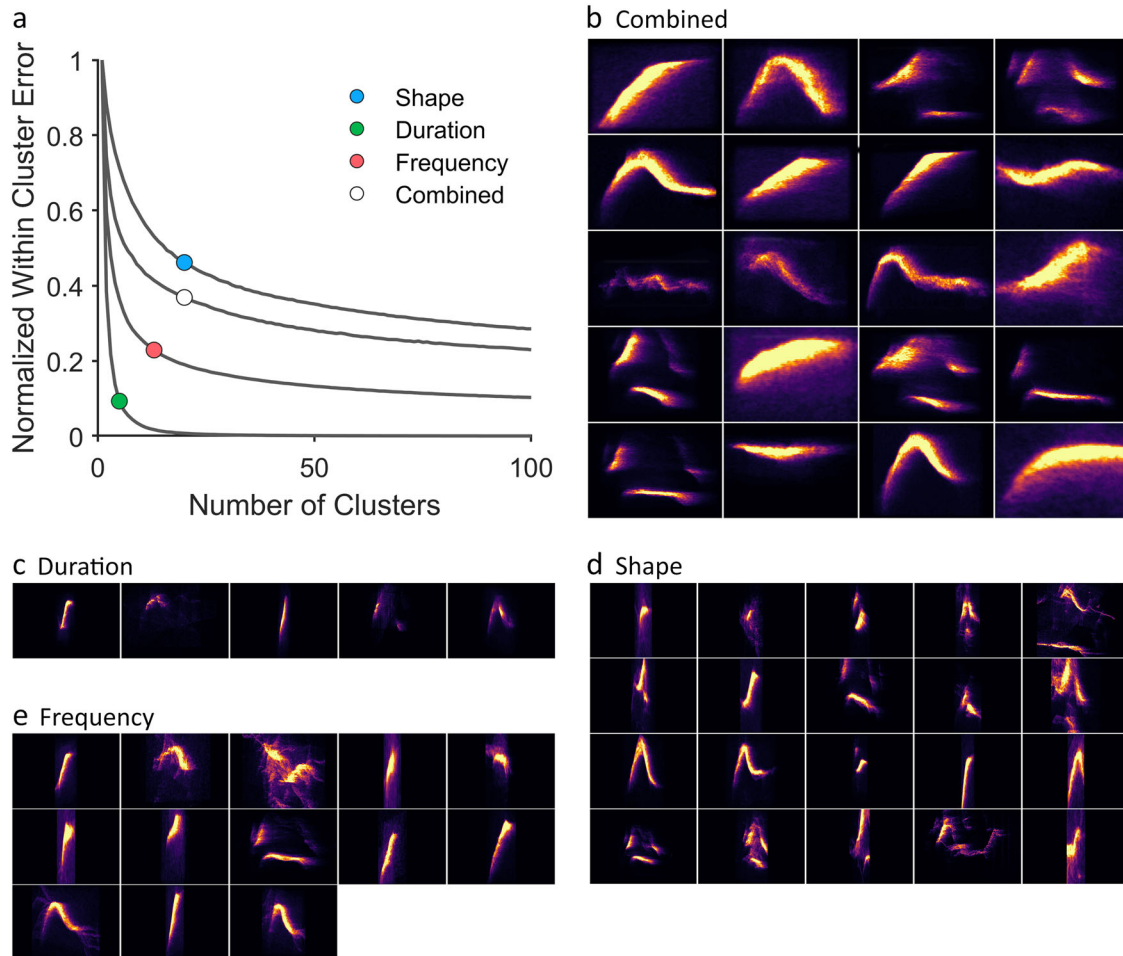 a
Normalized Within Cluster Error
1
0.8
0.6
0.4
0.2
0
0
50
100
Number of Clusters
Shape
Duration
Frequency
Combined
b Combined
c Duration
d Shape
e Frequency